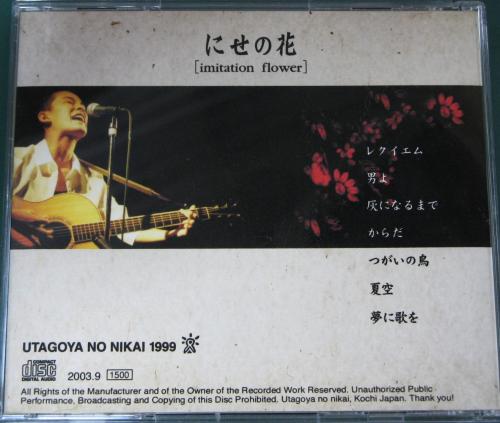 にせの花
[imitation flower]
レクイエム
男よ
灰になるまで
からだ
つがいの鳥
夏空
夢に歌を
UTAGOYA NO NIKAI 1999
COMPACT
disc
DIGITAL AUDIO
2003.9 1500
All Rights of the Manufacturer and of the Owner of the Recorded Work Reserved. Unauthorized Public
Performance, Broadcasting and Copying of this Disc Prohibited. Utagoya no nikai, Kochi Japan. Thank you!